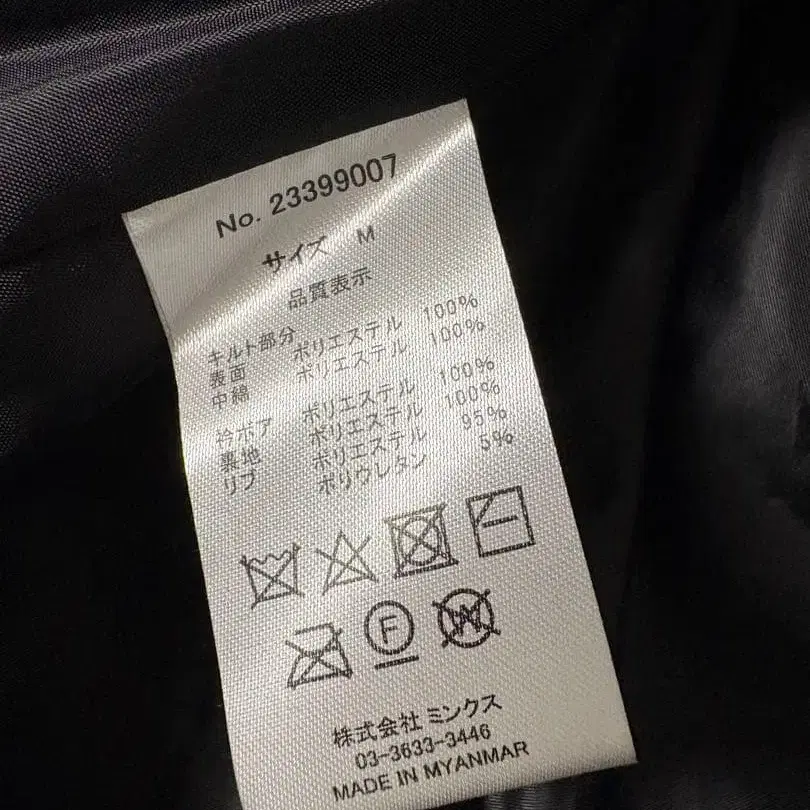 No. 23399007
サイズ M
品質表示
キルト部分
表面 ポリエステル 100%
中綿 ポリエステル 100%
衿ボア ポリエステル 100%
裏地 ポリエステル 100%
リブ ポリエステル 95%
ポリウレタン 5%
F W
株式会社 ミンクス
03-3633-3446
MADE IN MYANMAR